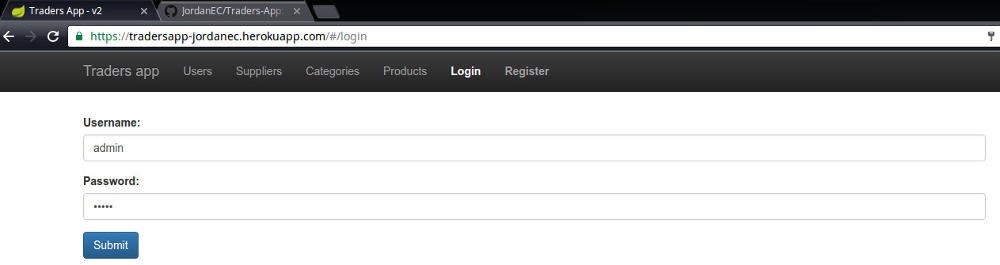 Traders App - v2
JordanEC/Traders-App:
https://tradersapp-jordanec.herokuapp.com/#/login
Traders app Users Suppliers Categories Products Login Register
Username:
admin
Password:
•••••
Submit